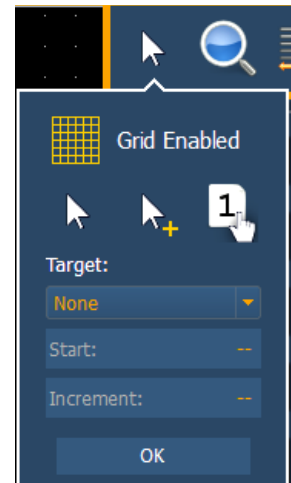 Grid Enabled
1
Target:
None
Start: --
Increment: --
OK